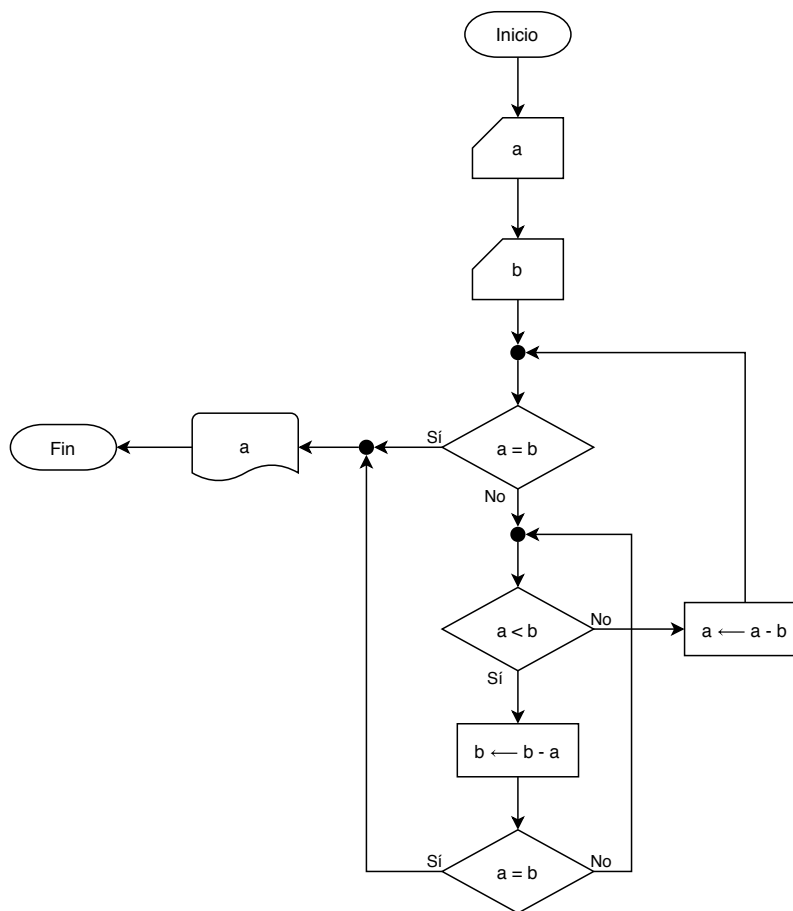 Inicio
a
b
Sí
a = b
No
Fin
a
a < b
No
a ⟵ a - b
Sí
b ⟵ b - a
Sí
a = b
No